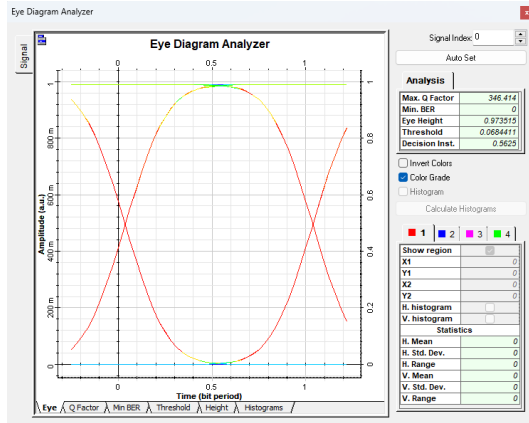 Eye Diagram Analyzer
x
Signal Index: 0
Auto Set
Signal
Eye Diagram Analyzer
0 0.5 1
Analysis
Max. Q Factor 346.414
Min. BER 0
Eye Height 0.973515
Threshold 0.0684411
Decision Inst. 0.5625
Invert Colors
Color Grade
Histogram
Calculate Histograms
Amplitude (a.u.)
1
800 m
600 m
400 m
200 m
0
1
0.8
0.6
0.4
0.2
0
1 2 3 4
Show region
X1 0
Y1 0
X2 0
Y2 0
H. histogram
V. histogram
Statistics
H. Mean 0
H. Std. Dev. 0
H. Range 0
V. Mean 0
V. Std. Dev. 0
V. Range 0
0 0.5 1
Time (bit period)
Eye Q Factor Min BER Threshold Height Histograms